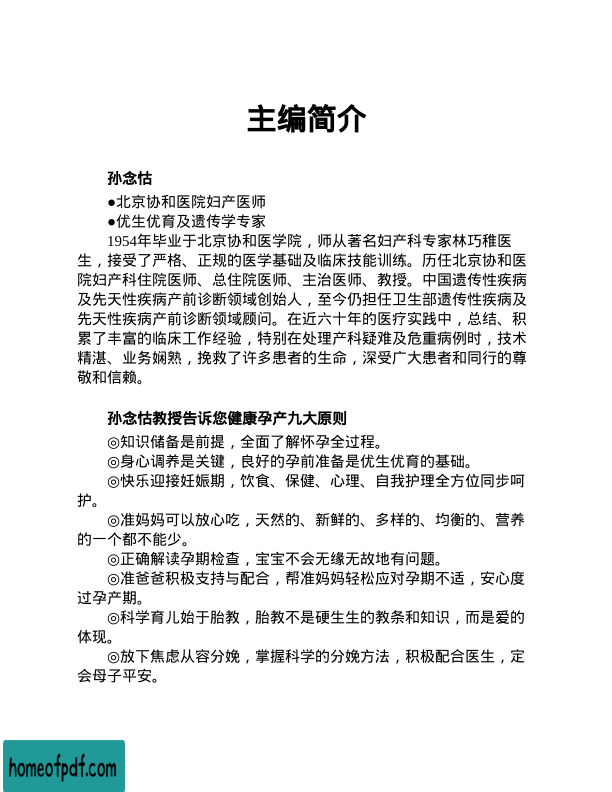 主编简介
孙念怙
●北京协和医院妇产医师
●优生优育及遗传学专家
1954年毕业于北京协和医学院，师从著名妇产科专家林巧稚医
生，接受了严格、正规的医学基础及临床技能训练。历任北京协和医
院妇产科住院医师、总住院医师、主治医师、教授。中国遗传性疾病
及先天性疾病产前诊断领域创始人，至今仍担任卫生部遗传性疾病及
先天性疾病产前诊断领域顾问。在近六十年的医疗实践中，总结、积
累了丰富的临床工作经验，特别在处理产科疑难及危重病例时，技术
精湛、业务娴熟，挽救了许多患者的生命，深受广大患者和同行的尊
敬和信赖。
孙念怙教授告诉您健康孕产九大原则
◎知识储备是前提，全面了解怀孕全过程。
◎身心调养是关键，良好的孕前准备是优生优育的基础。
◎快乐迎接妊娠期，饮食、保健、心理、自我护理全方位同步呵
护。
◎准妈妈可以放心吃，天然的、新鲜的、多样的、均衡的、营养
的一个都不能少。
◎正确解读孕期检查，宝宝不会无缘无故地有问题。
◎准爸爸积极支持与配合，帮准妈妈轻松应对孕期不适，安心度
过孕产期。
◎科学育儿始于胎教，胎教不是硬生生的教条和知识，而是爱的
体现。
◎放下焦虑从容分娩，掌握科学的分娩方法，积极配合医生，定
会母子平安。
homeofpdf.com